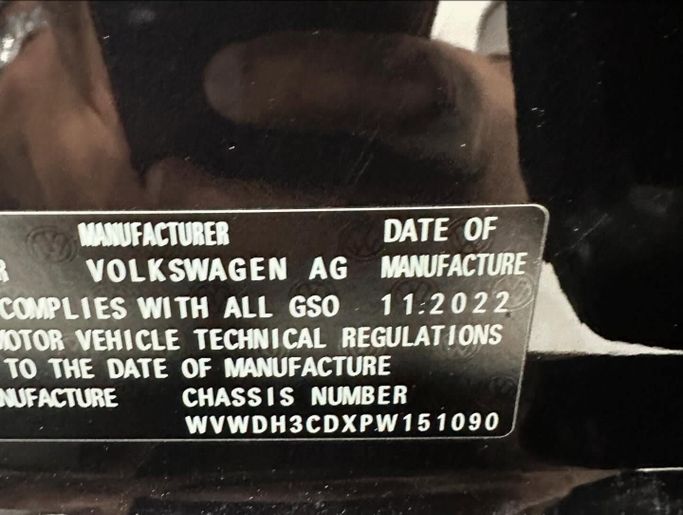 MANUFACTURER DATE OF
R VOLKSWAGEN AG MANUFACTURE
COMPLIES WITH ALL GSO 11.2022
MOTOR VEHICLE TECHNICAL REGULATIONS
TO THE DATE OF MANUFACTURE
NUFACTURE CHASSIS NUMBER
WVWDH3CDXPW151090